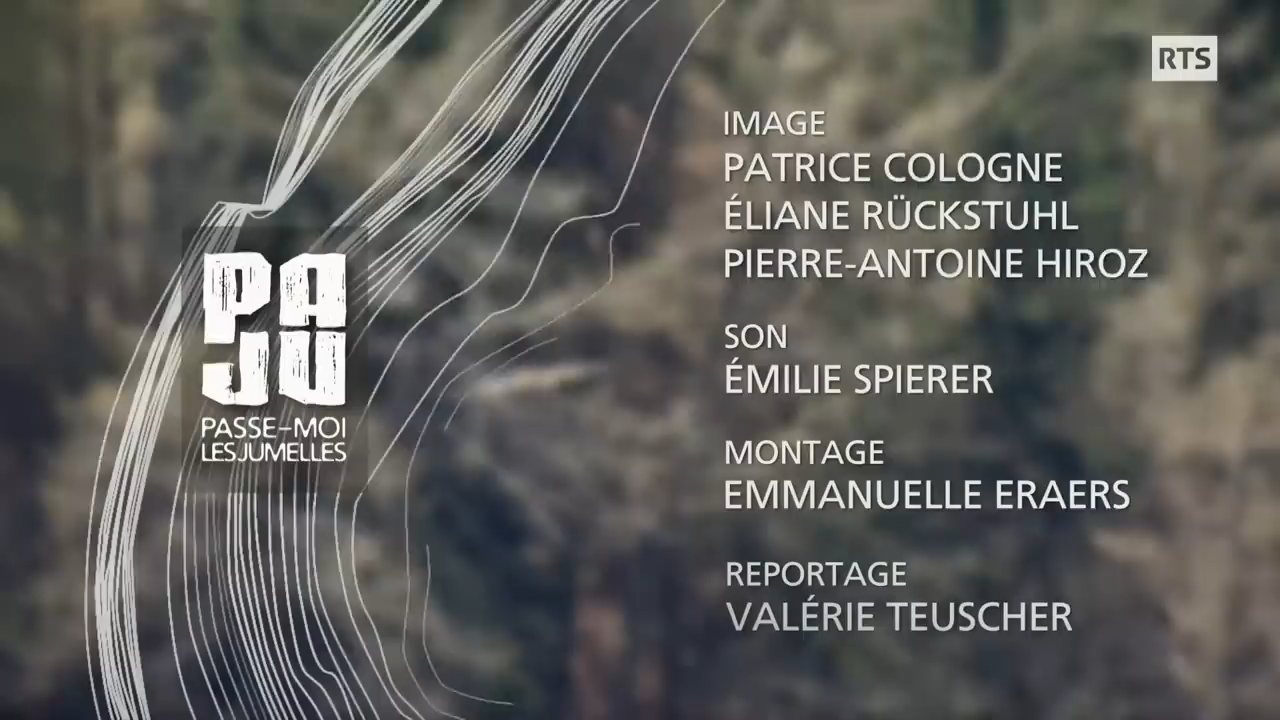 RTS
IMAGE
PATRICE COLOGNE
ÉLIANE RÜCKSTUHL
PIERRE-ANTOINE HIROZ
SON
ÉMILIE SPIERER
MONTAGE
EMMANUELLE ERAERS
REPORTAGE
VALÉRIE TEUSCHER
PA
JU
PASSE-MOI
LES JUMELLES